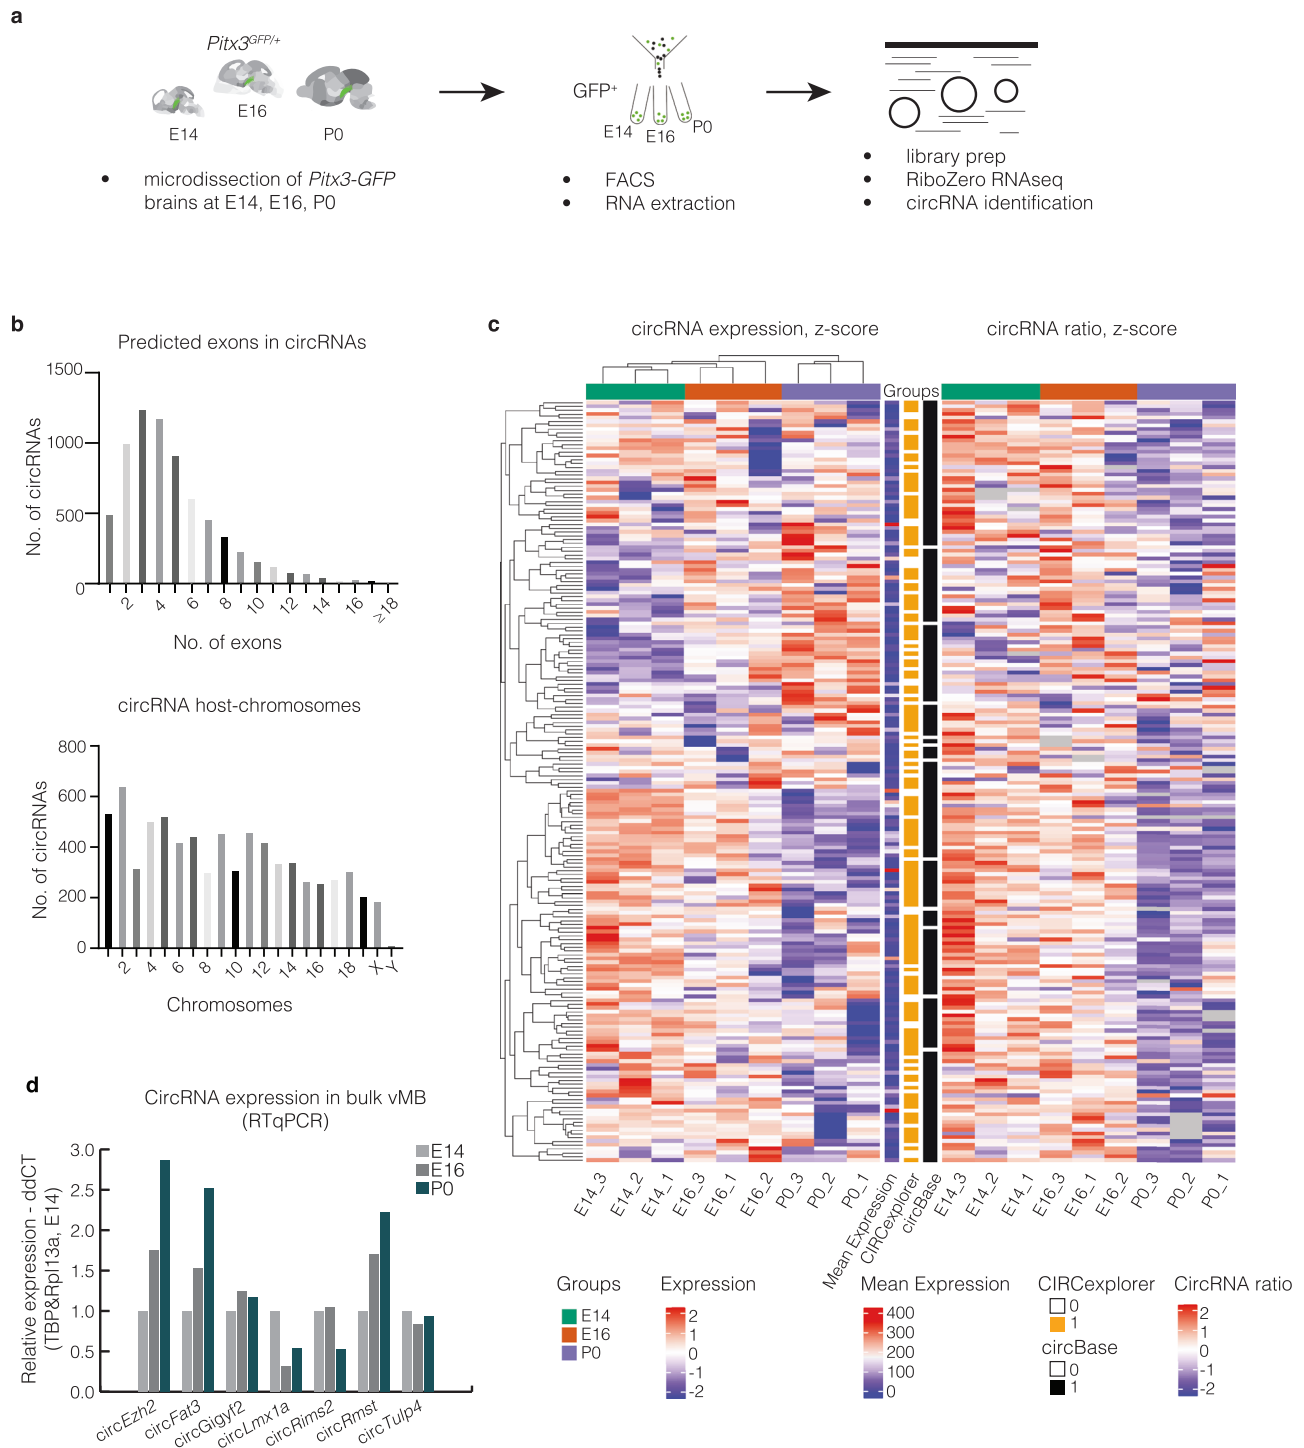 a
Pitx3GFP/+
E14
E16
P0
• microdissection of Pitx3-GFP
brains at E14, E16, P0
GFP+
E14
E16
P0
• FACS
• RNA extraction
• library prep
• RiboZero RNAseq
• circRNA identification
b
Predicted exons in circRNAs
No. of circRNAs
1500
1000
500
0
2
4
6
8
10
12
14
16
≥18
No. of exons
circRNA host-chromosomes
No. of circRNAs
800
600
400
200
0
2
4
6
8
10
12
14
16
18
X
Y
Chromosomes
c
circRNA expression, z-score
circRNA ratio, z-score
Groups
E14_3
E14_2
E14_1
E16_3
E16_1
E16_2
P0_3
P0_2
P0_1
Mean Expression
CIRCexplorer
circBase
E14_3
E14_2
E14_1
E16_3
E16_1
E16_2
P0_3
P0_2
P0_1
Groups
E14
E16
P0
Expression
2
1
0
-1
-2
Mean Expression
400
300
200
100
0
CIRCexplorer
0
1
circBase
0
1
CircRNA ratio
2
1
0
-1
-2
d
CircRNA expression in bulk vMB
(RTqPCR)
E14
E16
P0
Relative expression - ddCT
(TBP&Rpl13a, E14)
3.0
2.5
2.0
1.5
1.0
0.5
0.0
circEzh2
circFat3
circGigyf2
circLmx1a
circRims2
circRmst
circTulp4